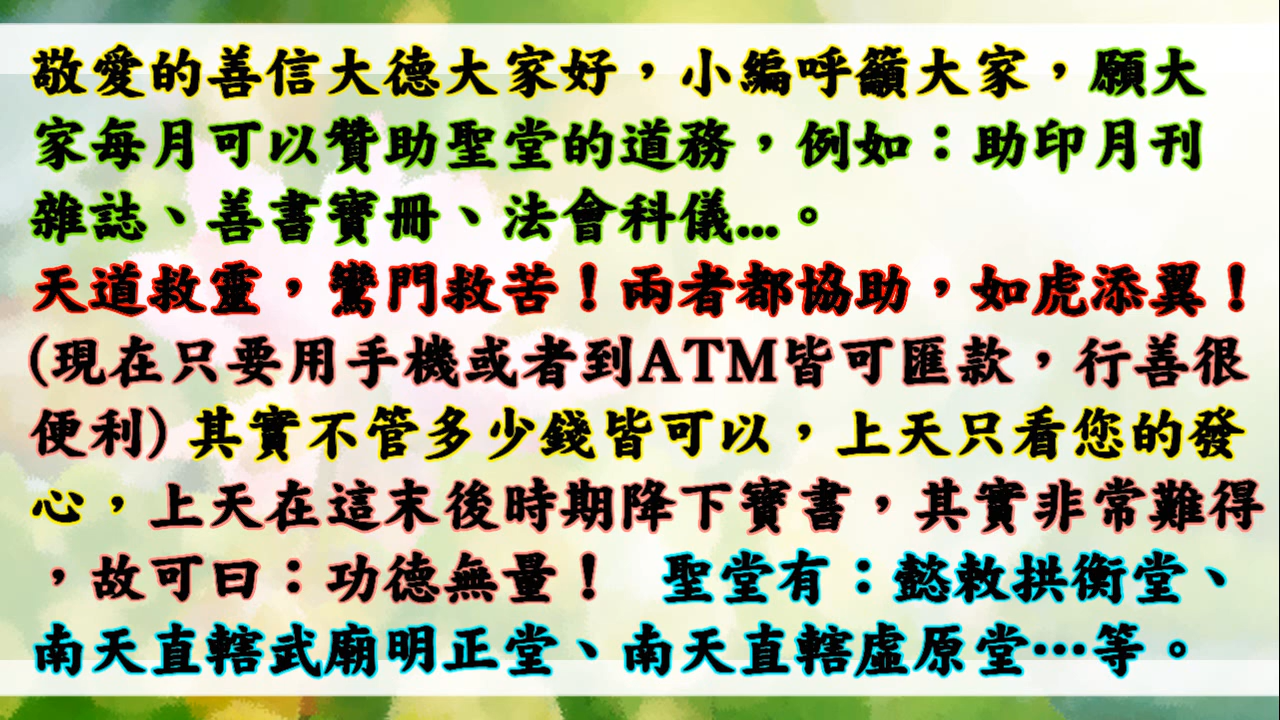 敬愛的善信大德大家好，小編呼籲大家，願大
家每月可以贊助聖堂的道務，例如：助印月刊
雜誌、善書寶冊、法會科儀...。
天道救靈，鸞門救苦！兩者都協助，如虎添翼！
(現在只要用手機或者到ATM皆可匯款，行善很
便利) 其實不管多少錢皆可以，上天只看您的發
心，上天在這末後時期降下寶書，其實非常難得
，故可曰：功德無量！ 聖堂有：懿敕拱衡堂、
南天直轄武廟明正堂、南天直轄虛原堂…等。